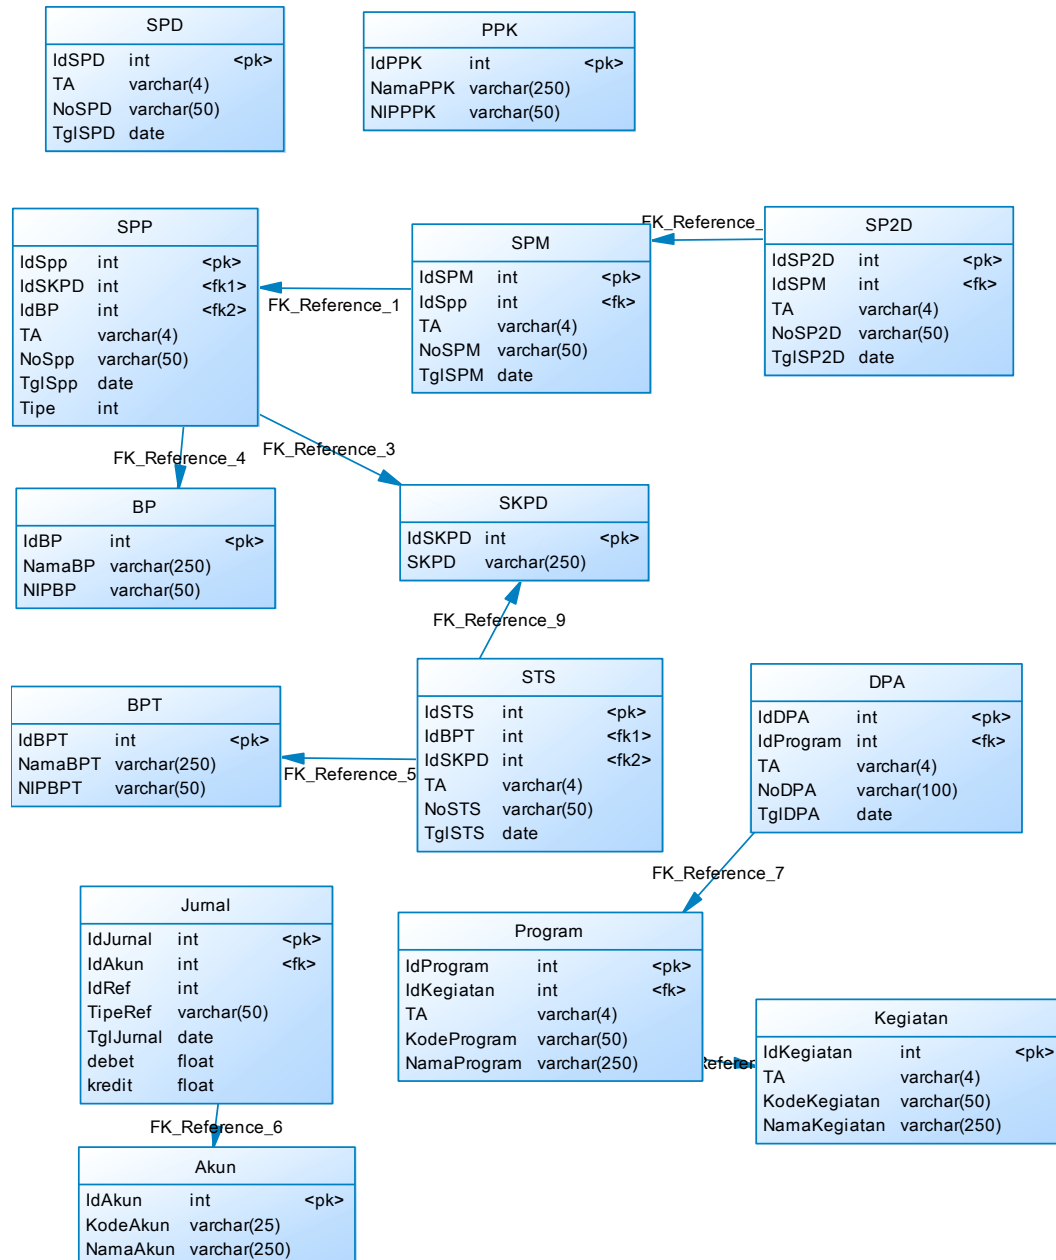 SPD
IdSPD int <pk>
TA varchar(4)
NoSPD varchar(50)
TglSPD date
PPK
IdPPK int <pk>
NamaPPK varchar(250)
NIPPPK varchar(50)
SPP
IdSpp int <pk>
IdSKPD int <fk1>
IdBP int <fk2>
TA varchar(4)
NoSpp varchar(50)
TglSpp date
Tipe int
FK_Reference_1
SPM
IdSPM int <pk>
IdSpp int <fk>
TA varchar(4)
NoSPM varchar(50)
TglSPM date
FK_Reference_
SP2D
IdSP2D int <pk>
IdSPM int <fk>
TA varchar(4)
NoSP2D varchar(50)
TglSP2D date
FK_Reference_4
FK_Reference_3
BP
IdBP int <pk>
NamaBP varchar(250)
NIPBP varchar(50)
SKPD
IdSKPD int <pk>
SKPD varchar(250)
FK_Reference_9
BPT
IdBPT int <pk>
NamaBPT varchar(250)
NIPBPT varchar(50)
FK_Reference_5
STS
IdSTS int <pk>
IdBPT int <fk1>
IdSKPD int <fk2>
TA varchar(4)
NoSTS varchar(50)
TglSTS date
DPA
IdDPA int <pk>
IdProgram int <fk>
TA varchar(4)
NoDPA varchar(100)
TglDPA date
FK_Reference_7
Jurnal
IdJurnal int <pk>
IdAkun int <fk>
IdRef int
TipeRef varchar(50)
TglJurnal date
debet float
kredit float
Program
IdProgram int <pk>
IdKegiatan int <fk>
TA varchar(4)
KodeProgram varchar(50)
NamaProgram varchar(250)
Kegiatan
IdKegiatan int <pk>
TA varchar(4)
KodeKegiatan varchar(50)
NamaKegiatan varchar(250)
FK_Reference_6
Akun
IdAkun int <pk>
KodeAkun varchar(25)
NamaAkun varchar(250)